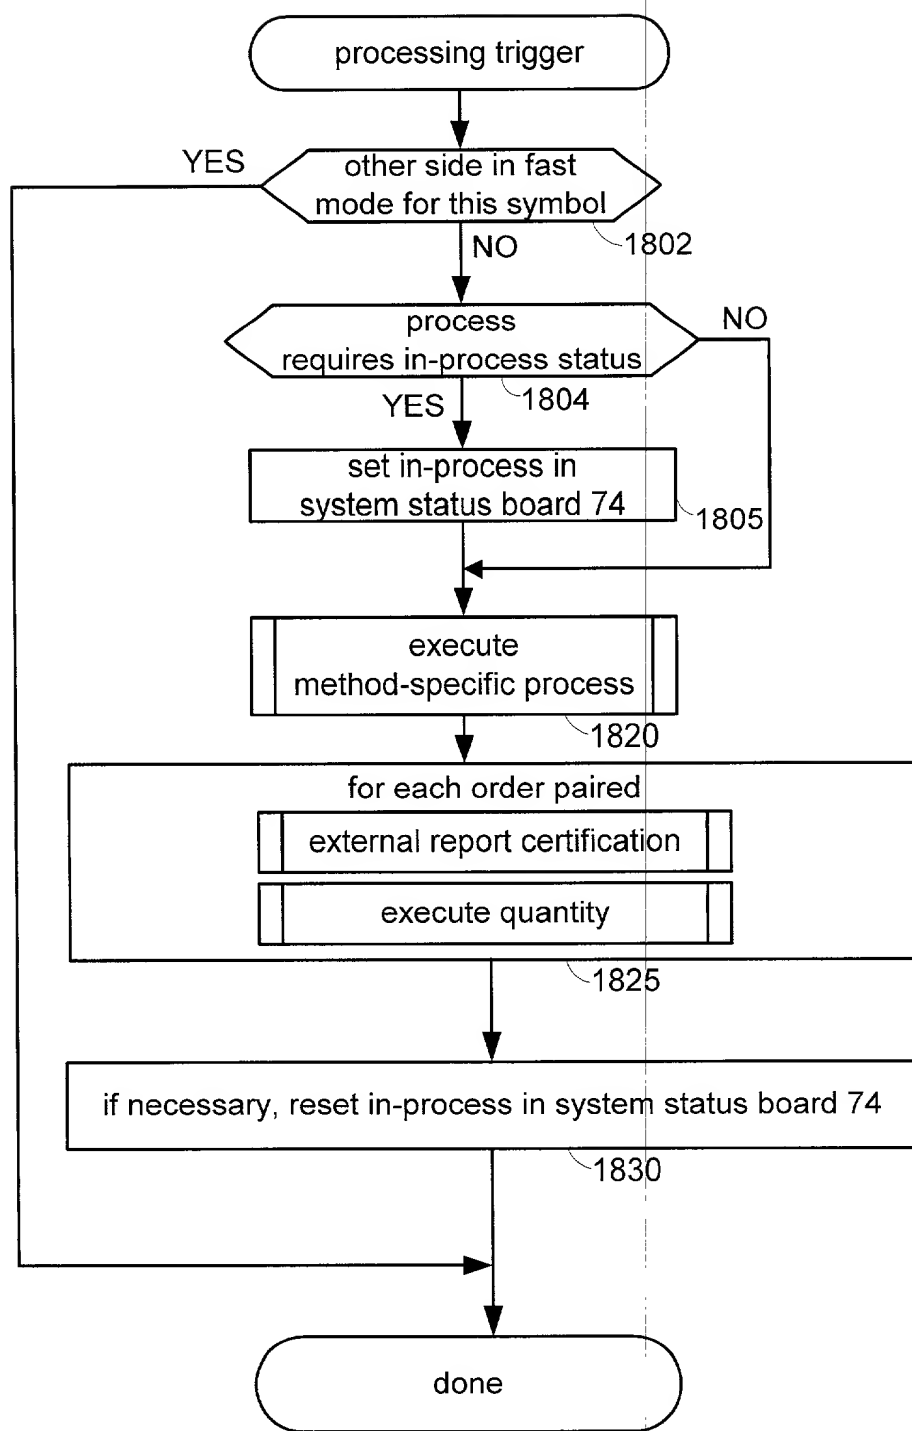 processing trigger
YES
other side in fast
mode for this symbol
1802
NO
process
requires in-process status
NO
1804
YES
set in-process in
system status board 74
1805
execute
method-specific process
1820
for each order paired
external report certification
execute quantity
1825
if necessary, reset in-process in system status board 74
1830
done